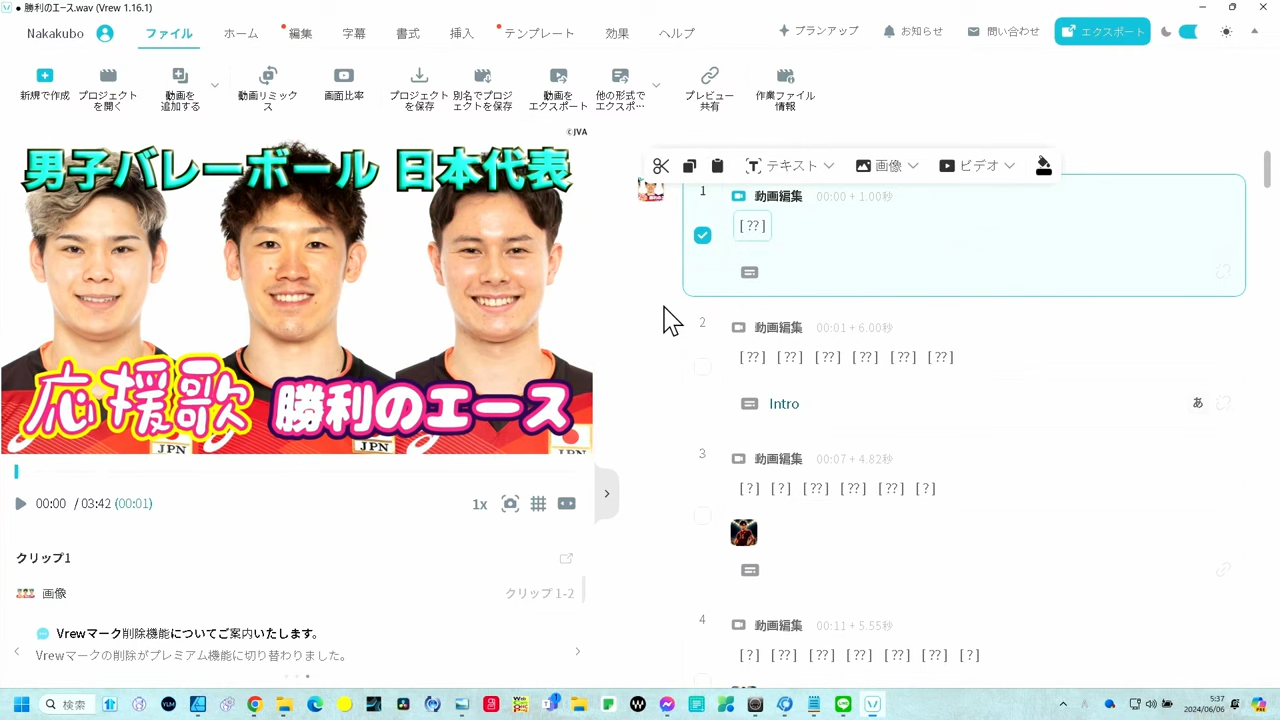 勝利のエース.wav (Vrew 1.16.1)
Nakakubo ファイル ホーム 編集 字幕 書式 挿入 テンプレート 効果 ヘルプ プランアップ お知らせ 問い合わせ エクスポート
新規で作成 プロジェクトを開く 動画を追加する 動画リミックス 画面比率 プロジェクトを保存 別名でプロジェクトを保存 動画をエクスポート 他の形式でエクスポ… プレビュー共有 作業ファイル情報
©JVA
男子バレーボール 日本代表
応援歌 勝利のエース
JPN JPN JPN
00:00 / 03:42 (00:01) 1x
クリップ1
画像 クリップ 1-2
Vrewマーク削除機能についてご案内いたします。
Vrewマークの削除がプレミアム機能に切り替わりました。
テキスト 画像 ビデオ
1 動画編集 00:00 + 1.00秒
[ ?? ]
2 動画編集 00:01 + 6.00秒
[ ?? ] [ ?? ] [ ?? ] [ ?? ] [ ?? ] [ ?? ]
Intro あ
3 動画編集 00:07 + 4.82秒
[ ? ] [ ? ] [ ?? ] [ ?? ] [ ?? ] [ ? ]
4 動画編集 00:11 + 5.55秒
[ ? ] [ ?? ] [ ?? ] [ ?? ] [ ?? ] [ ?? ] [ ? ]
検索 5:37
2024/06/06